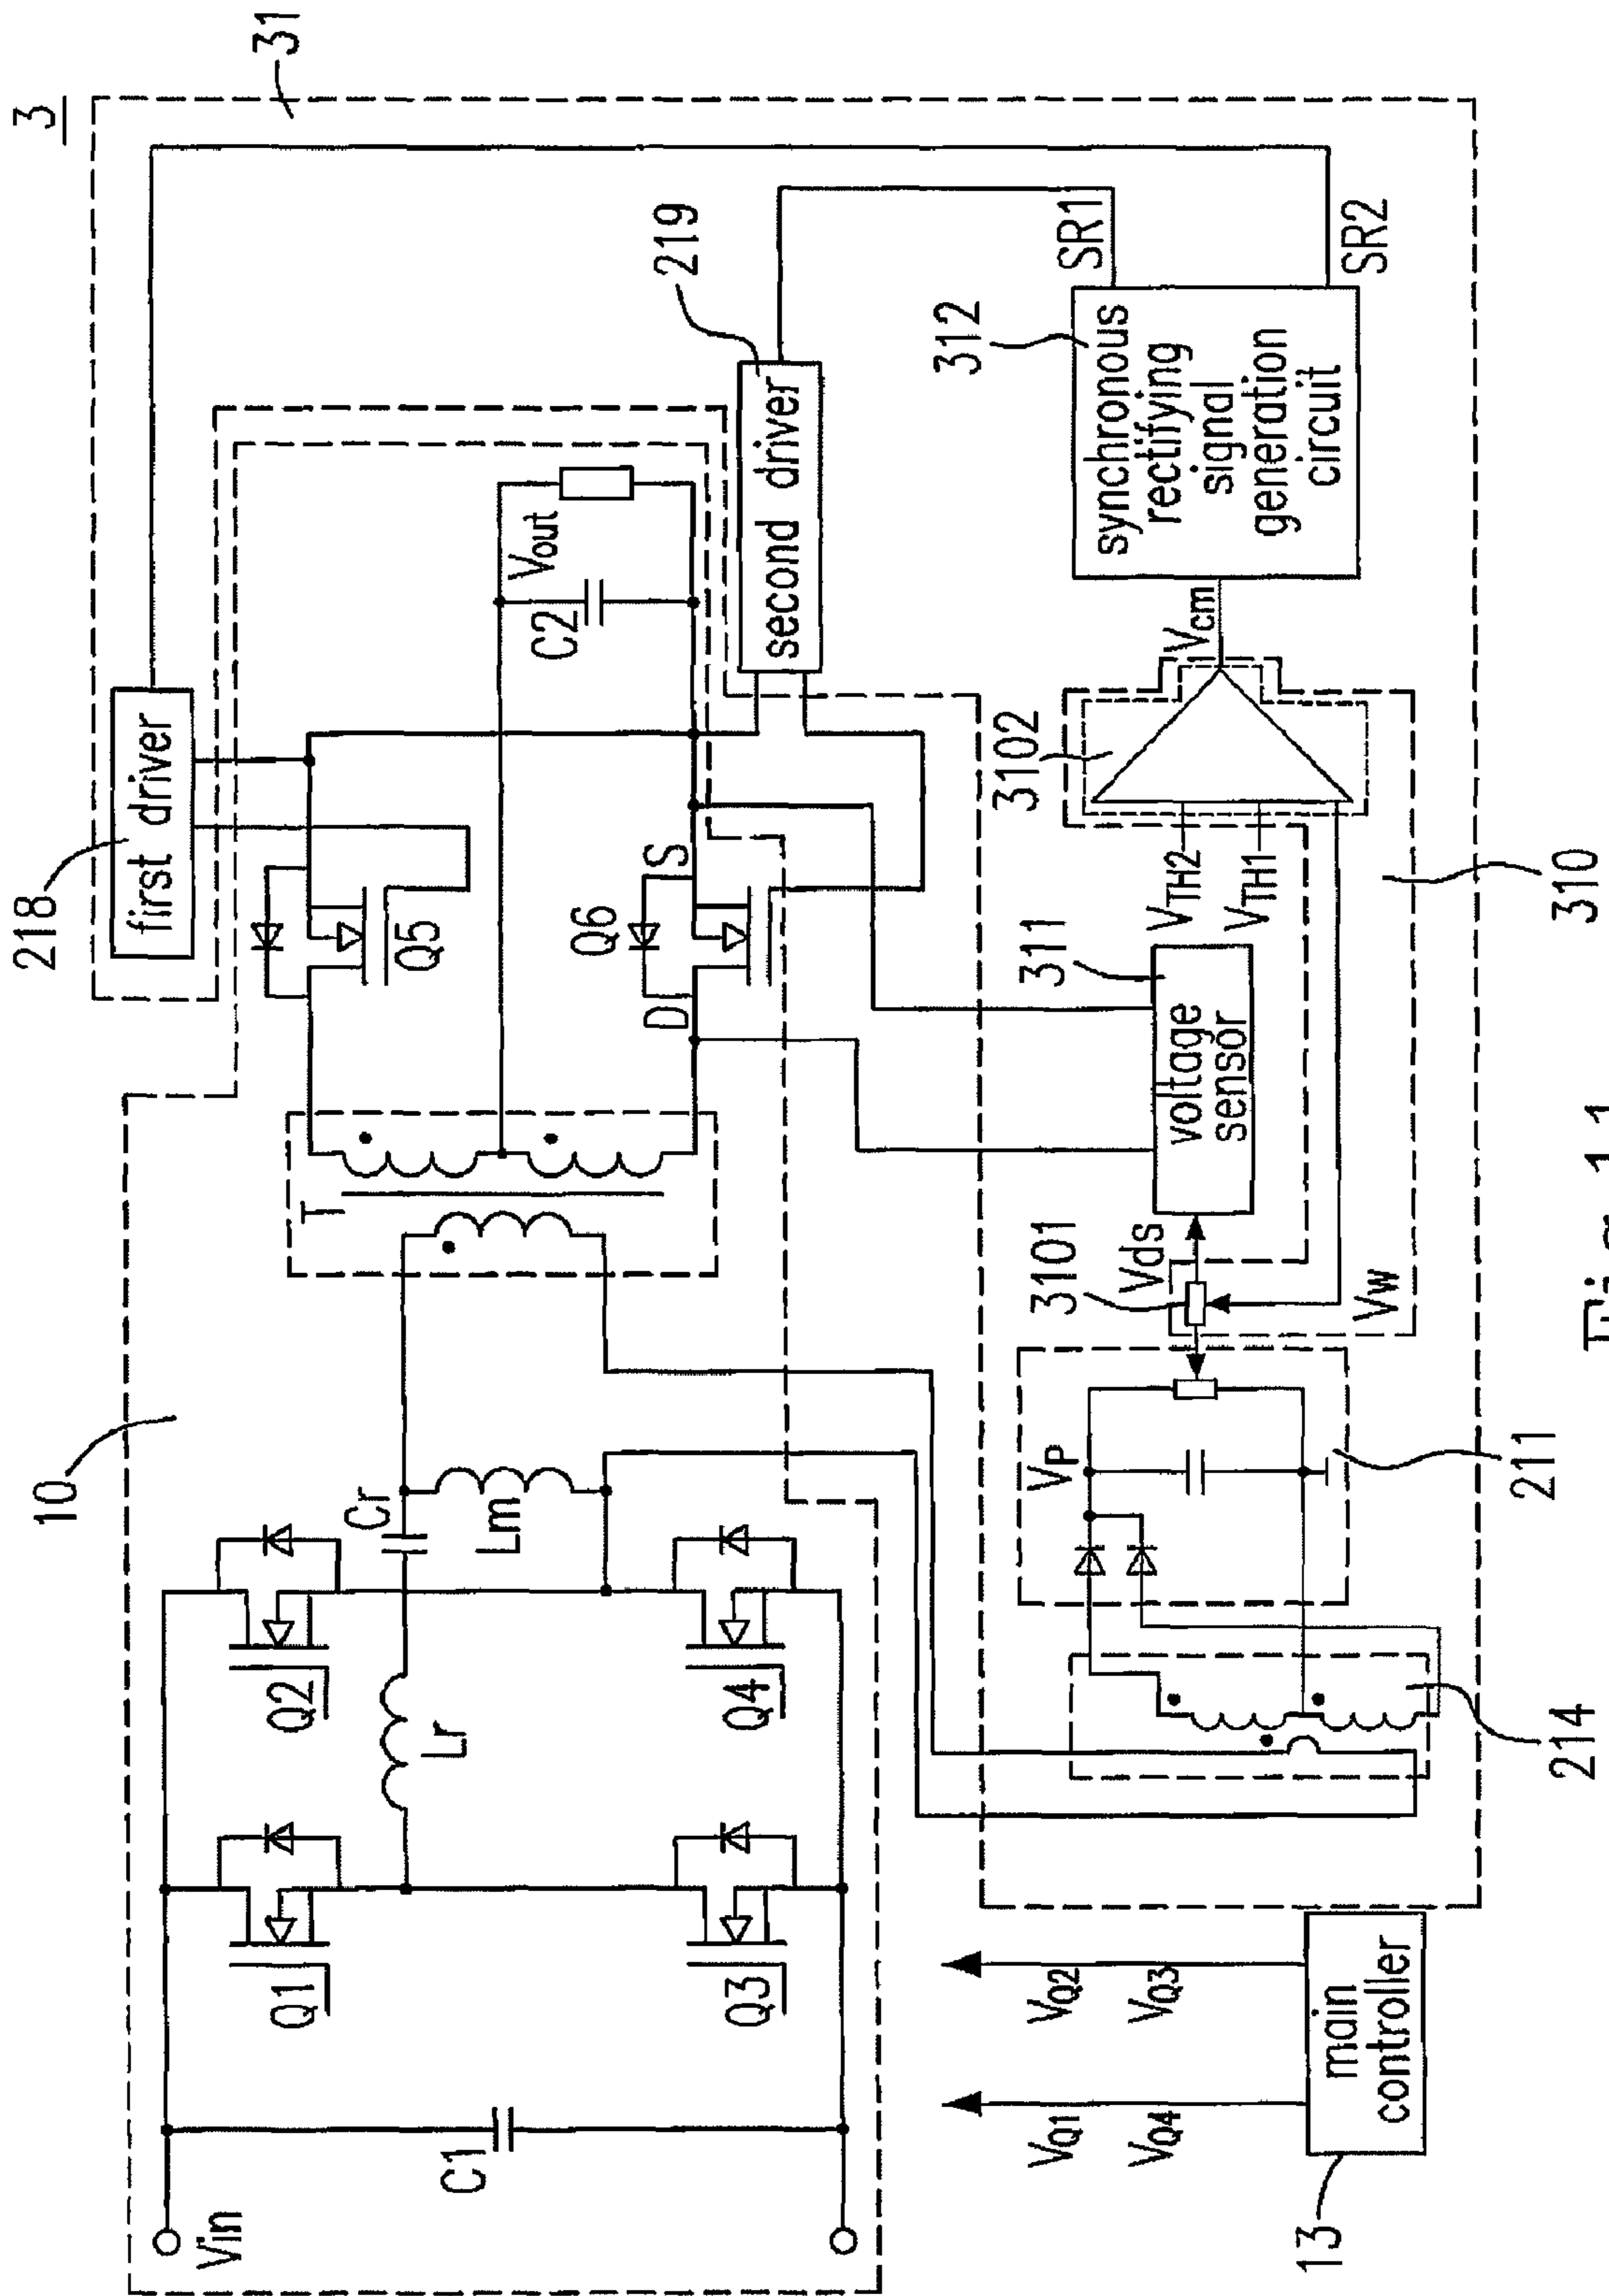 3
31
10
218
first driver
219
second driver
Vin
C1
Q1
Q2
Q3
Q4
Lr
Cr
Lm
T
Q5
Q6
D
S
C2
Vout
312
synchronous
rectifying
signal
generation
circuit
SR1
SR2
Vcm
3102
VTH2
VTH1
311
voltage
sensor
310
3101
Vds
Vw
VP
211
214
VQ1
VQ4
VQ2
VQ3
main
controller
13
Fig. 11